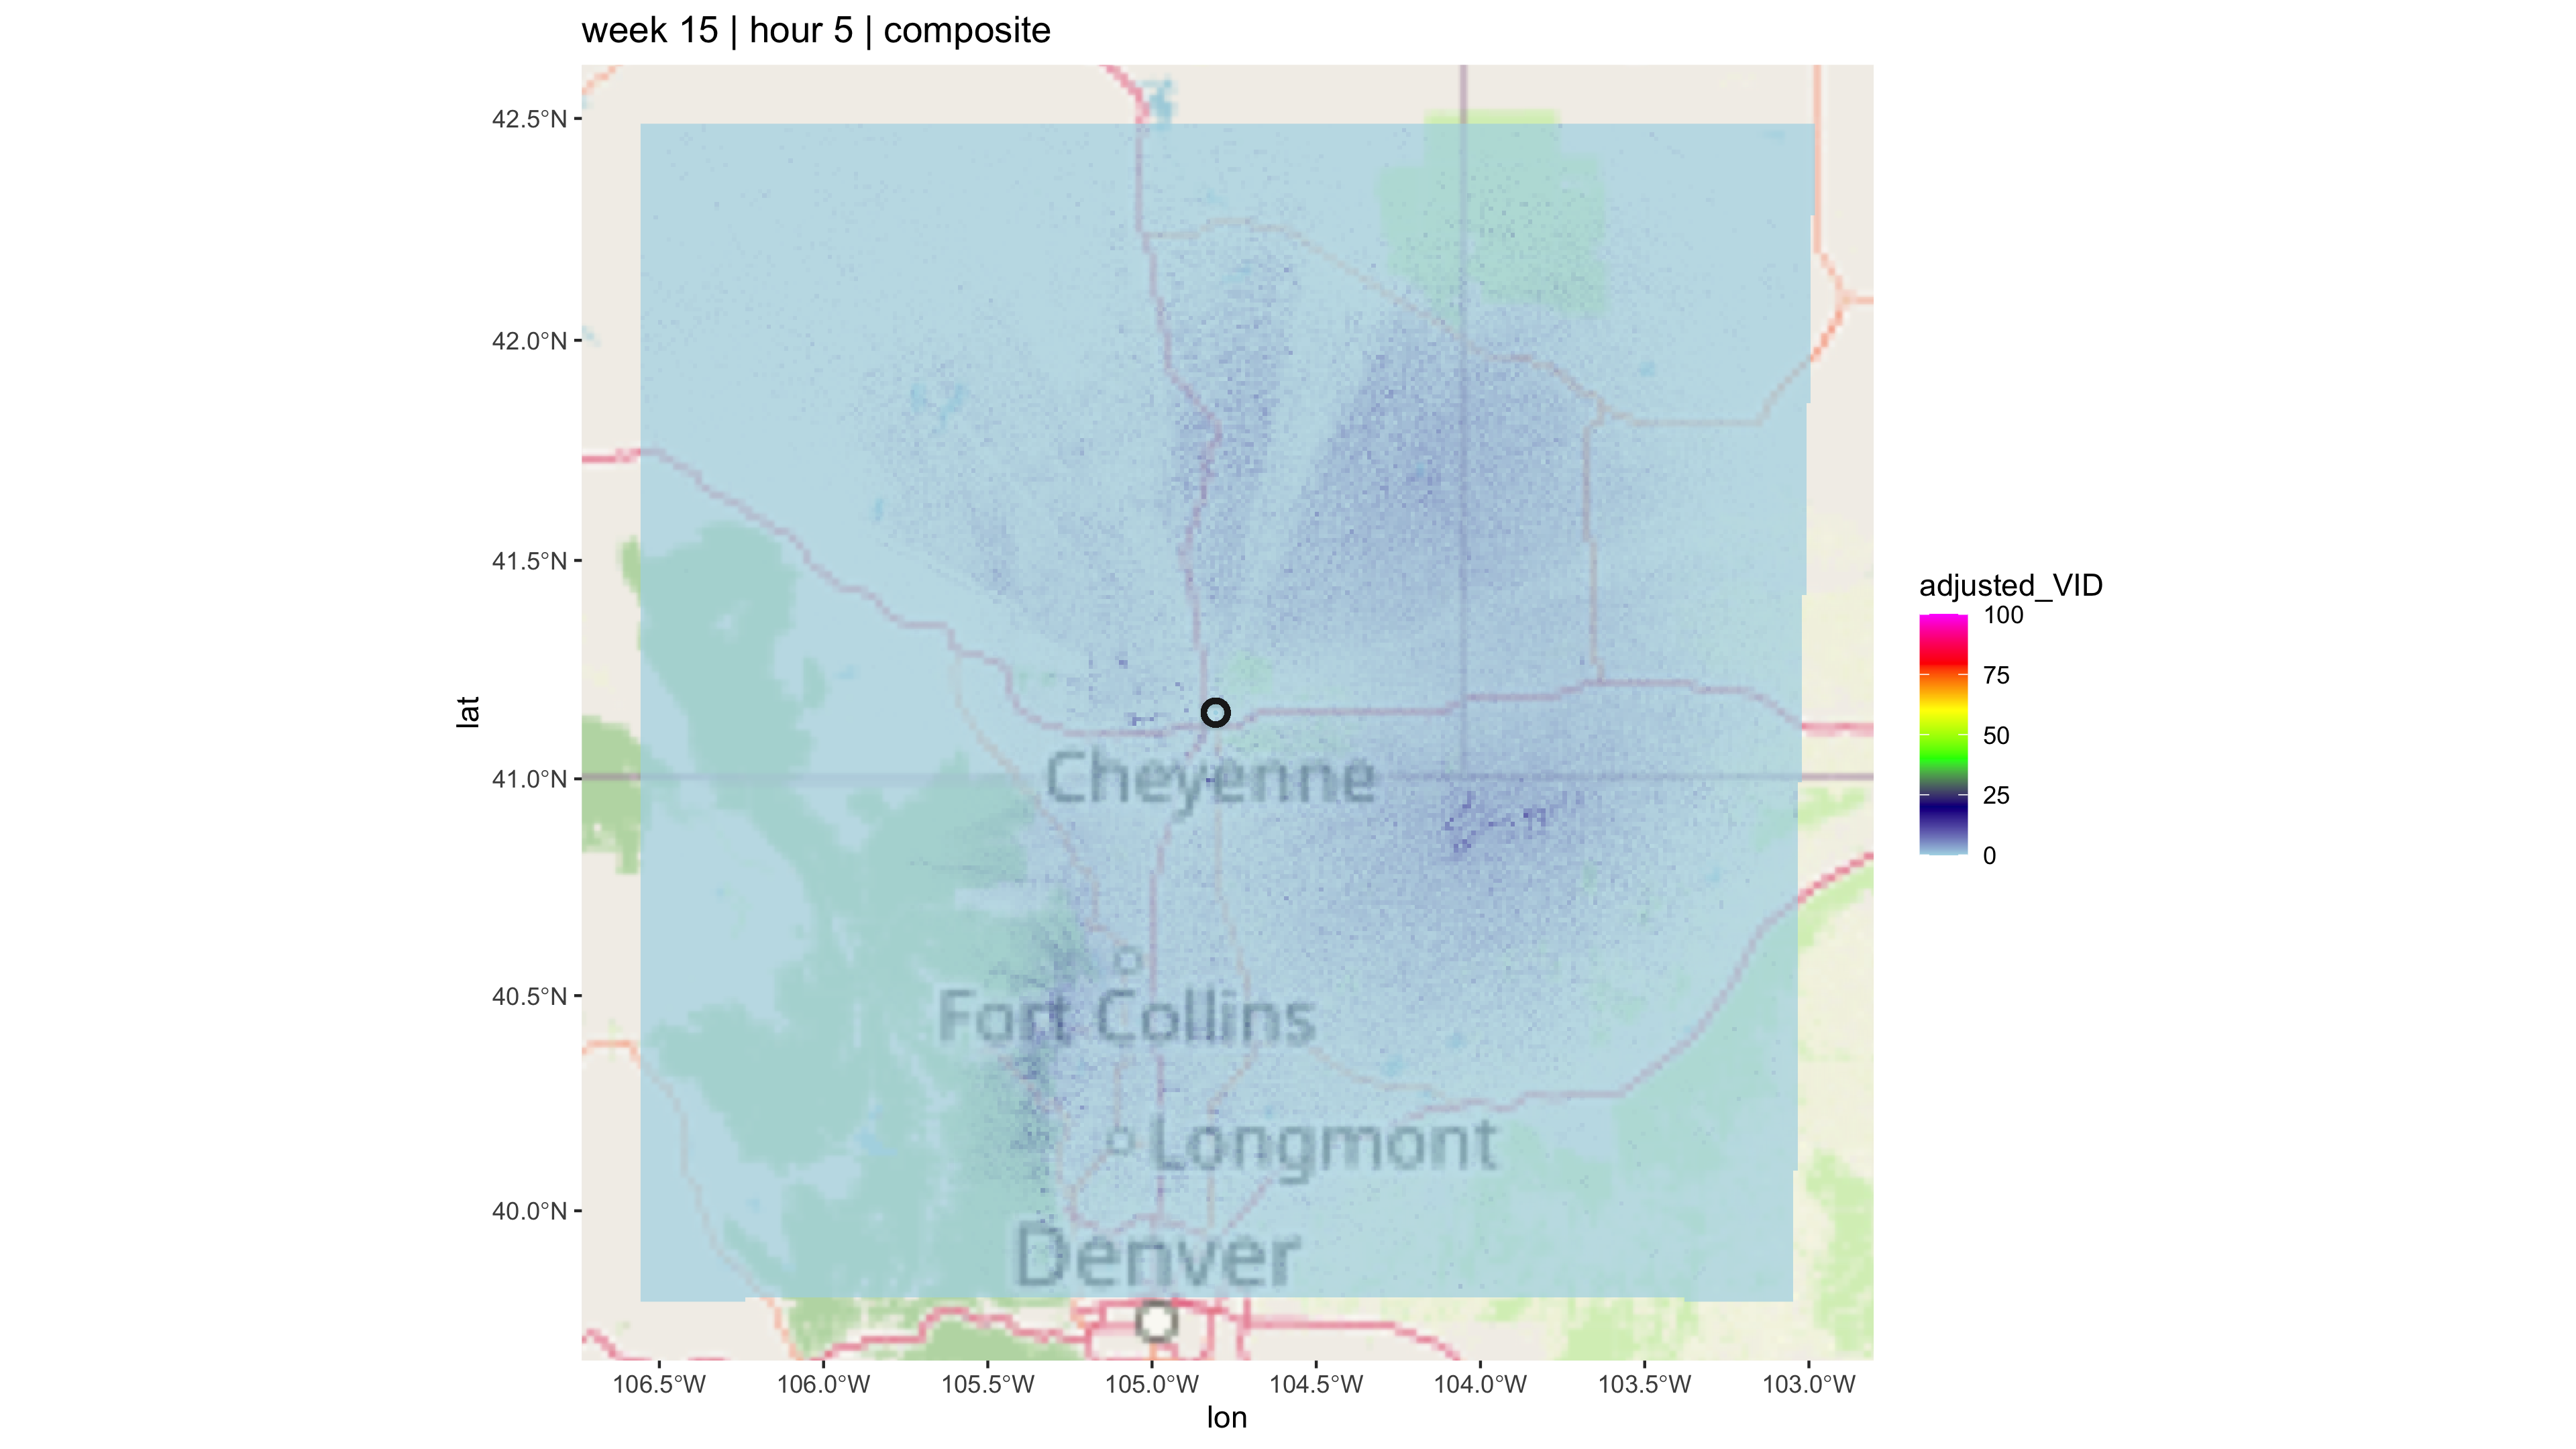 week 15 | hour 5 | composite
42.5°N
42.0°N
41.5°N
41.0°N
40.5°N
40.0°N
lat
Cheyenne
Fort Collins
Longmont
Denver
106.5°W 106.0°W 105.5°W 105.0°W 104.5°W 104.0°W 103.5°W 103.0°W
lon
adjusted_VID
100
75
50
25
0